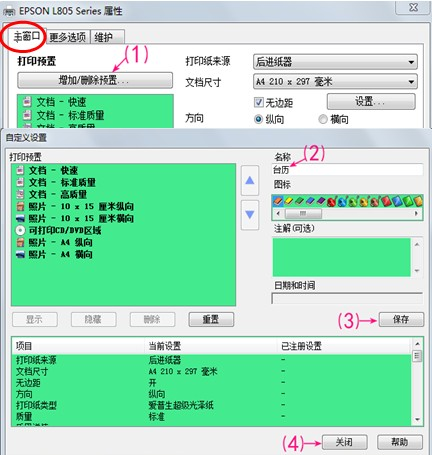 EPSON L805 Series 属性
主窗口 更多选项 维护
(1)
打印预置
增加/删除预置...
文档 - 快速
文档 - 标准质量
打印纸来源 后进纸器
文档尺寸 A4 210 x 297 毫米
无边距 设置...
方向 纵向 横向
自定义设置
打印预置
文档 - 快速
文档 - 标准质量
文档 - 高质量
照片 - 10 x 15 厘米纵向
照片 - 10 x 15 厘米横向
可打印CD/DVD区域
照片 - A4 纵向
照片 - A4 横向
显示 隐藏 删除 重置
名称 (2)
台历
图标
注解(可选)
日期和时间
(3) 保存
项目 当前设置 已注册设置
打印纸来源 后进纸器 -
文档尺寸 A4 210 x 297 毫米 -
无边距 开 -
方向 纵向 -
打印纸类型 爱普生超级光泽纸 -
质量 标准 -
(4) 关闭 帮助